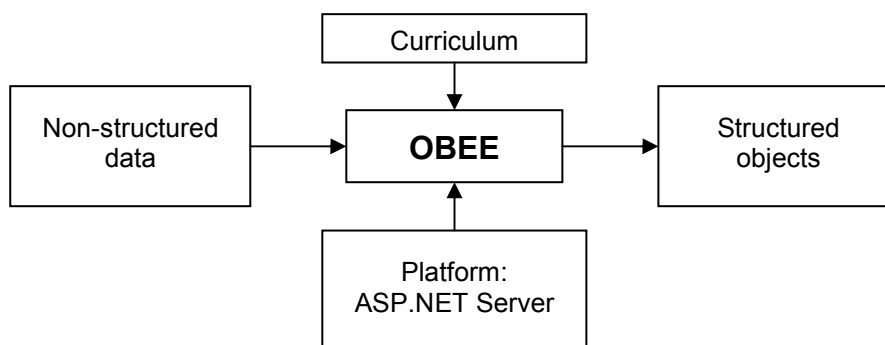 Curriculum
Non-structured
data
OBEE
Structured
objects
Platform:
ASP.NET Server